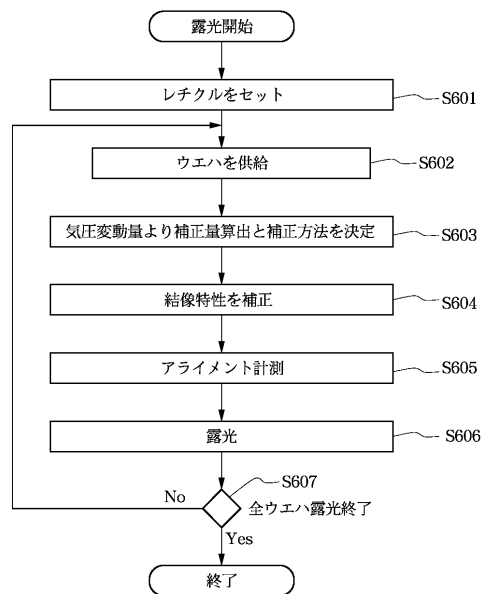 露光開始
レチクルをセット
S601
ウエハを供給
S602
気圧変動量より補正量算出と補正方法を決定
S603
結像特性を補正
S604
アライメント計測
S605
露光
S606
S607
No
全ウエハ露光終了
Yes
終了